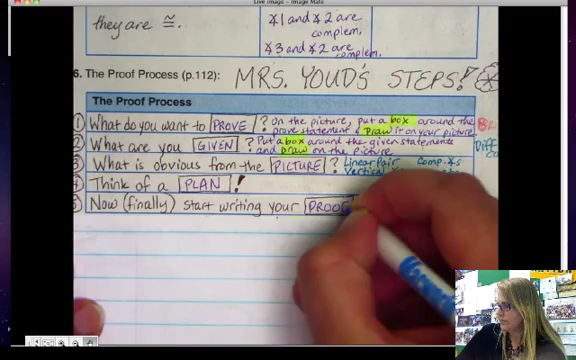 Live image - Image Mate
they are ≅.
∡1 and ∡2 are
complem.
∡3 and ∡2 are
complem.
6. The Proof Process (p.112): MRS. YOUD'S STEPS!
The Proof Process
① What do you want to PROVE? On the picture, put a box around the
prove statement & Draw it on your picture
② What are you GIVEN? Put a box around the given statements
and draw on the picture.
③ What is obvious from the PICTURE? Linear Pair Comp. ∡s
Vertical
④ Think of a PLAN!
⑤ Now (finally) start writing your PROOF